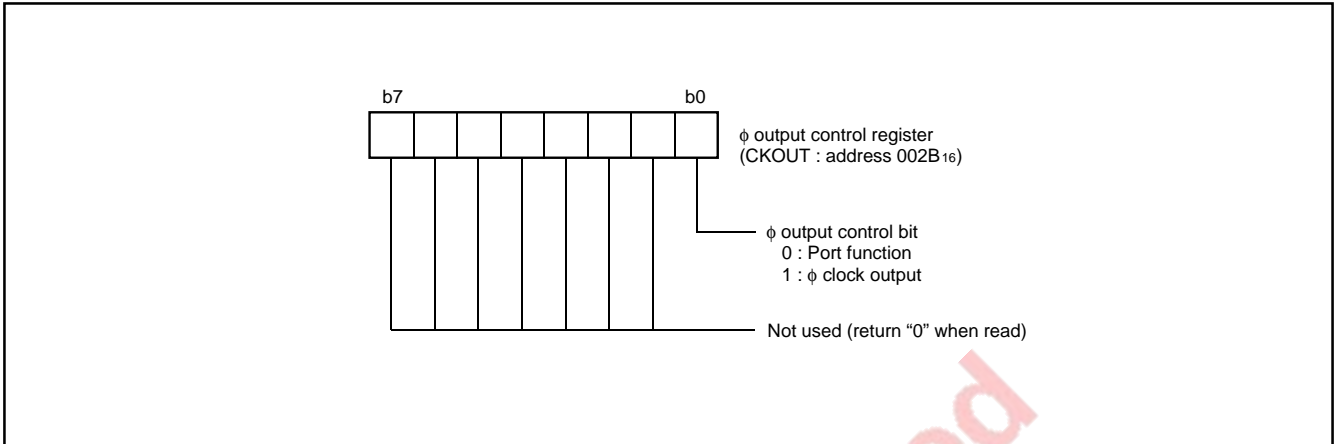 b7 b0
ϕ output control register
(CKOUT : address 002B16)
ϕ output control bit
0 : Port function
1 : ϕ clock output
Not used (return “0” when read)